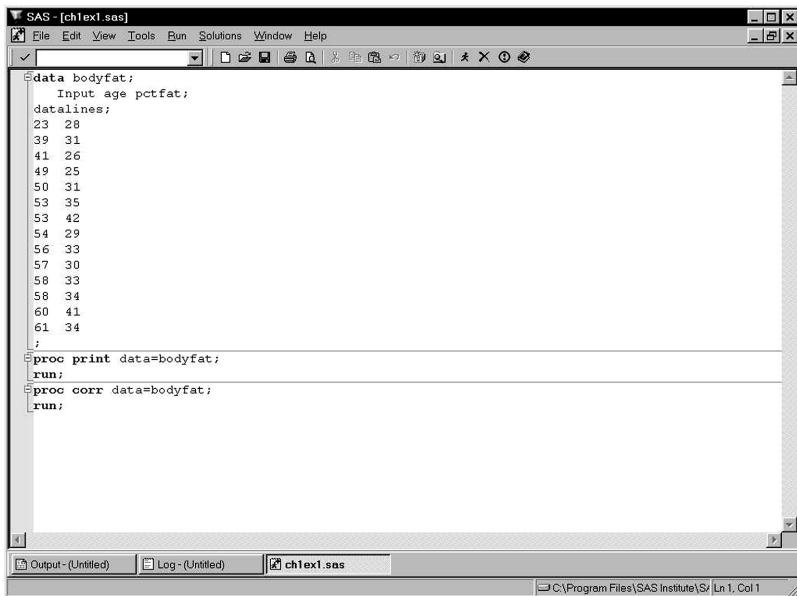 SAS - [ch1ex1.sas]
File Edit View Tools Run Solutions Window Help
data bodyfat;
Input age pctfat;
datalines;
23 28
39 31
41 26
49 25
50 31
53 35
53 42
54 29
56 33
57 30
58 33
58 34
60 41
61 34
;
proc print data=bodyfat;
run;
proc corr data=bodyfat;
run;
Output - (Untitled) Log - (Untitled) ch1ex1.sas
C:\Program Files\SAS Institute\SA Ln 1, Col 1